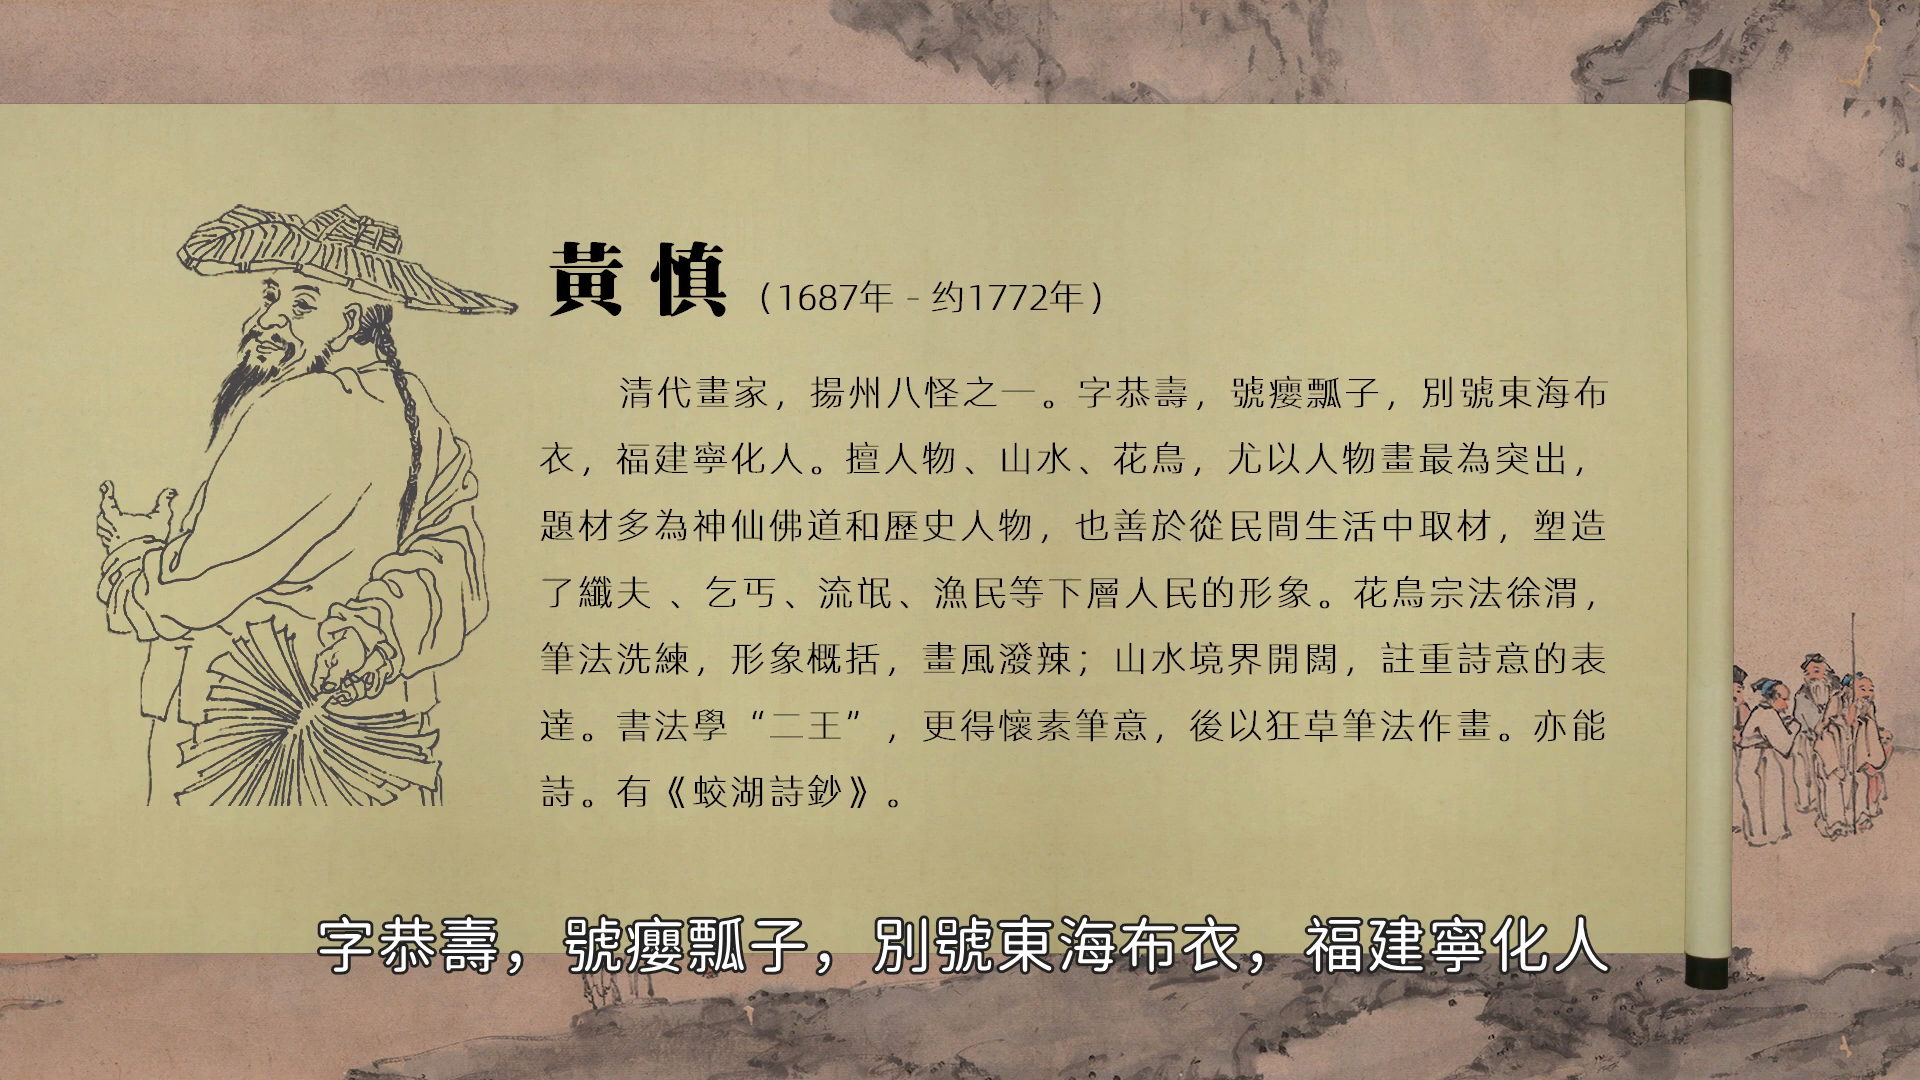 黃慎（1687年 - 约1772年）
清代畫家，揚州八怪之一。字恭壽，號癭瓢子，別號東海布
衣，福建寧化人。擅人物、山水、花鳥，尤以人物畫最為突出，
題材多為神仙佛道和歷史人物，也善於從民間生活中取材，塑造
了纖夫 、乞丐、流氓、漁民等下層人民的形象。花鳥宗法徐渭，
筆法洗練，形象概括，畫風潑辣；山水境界開闊，註重詩意的表
達。書法學“二王”，更得懷素筆意，後以狂草筆法作畫。亦能
詩。有《蛟湖詩鈔》。
字恭壽，號癭瓢子，別號東海布衣，福建寧化人